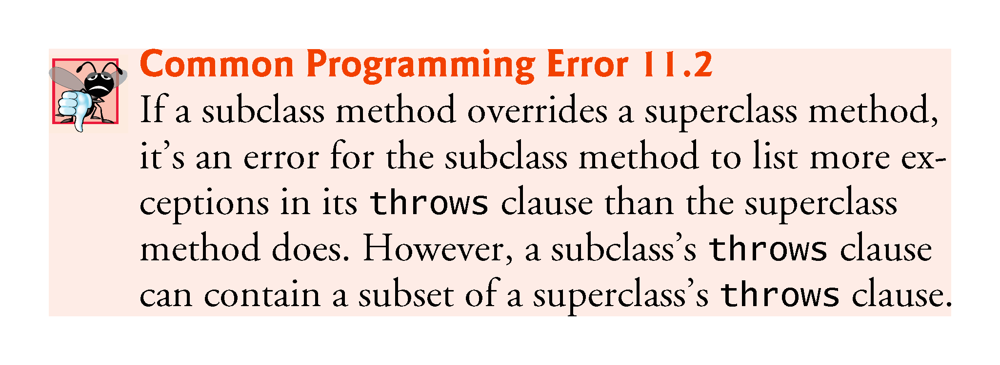 Common Programming Error 11.2
If a subclass method overrides a superclass method,
it’s an error for the subclass method to list more ex-
ceptions in its throws clause than the superclass
method does. However, a subclass’s throws clause
can contain a subset of a superclass’s throws clause.